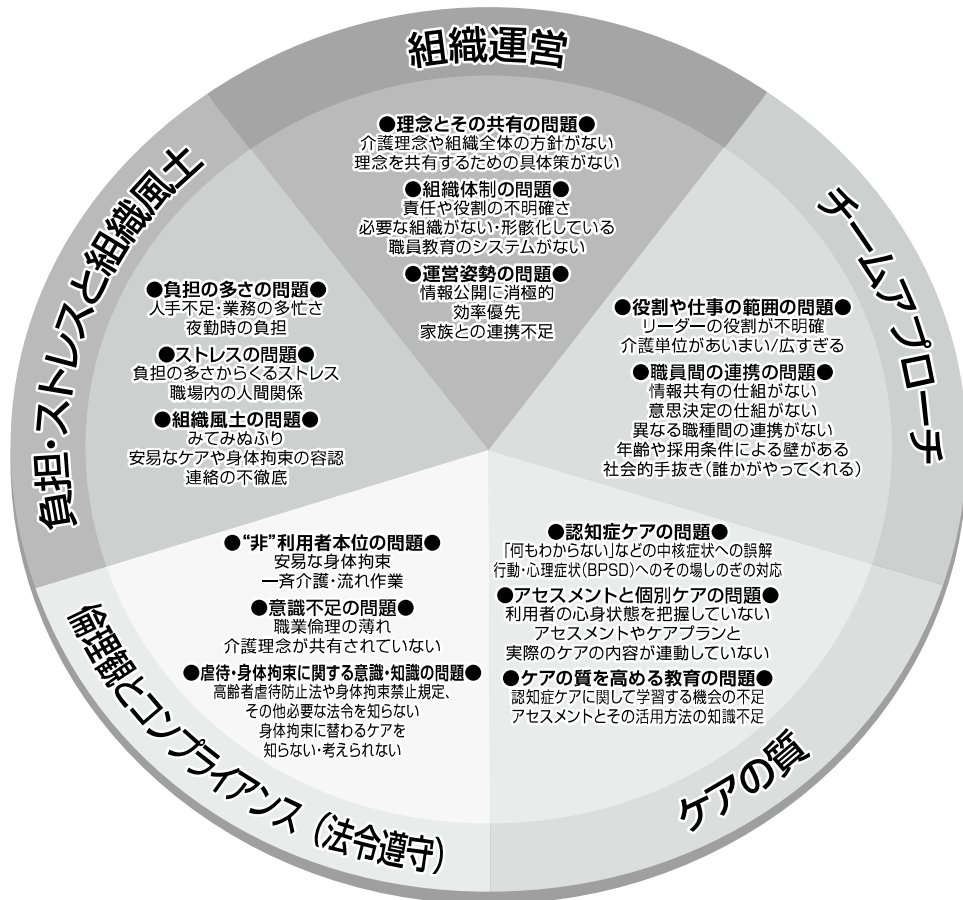 組織運営
●理念とその共有の問題●
介護理念や組織全体の方針がない
理念を共有するための具体策がない
●組織体制の問題●
責任や役割の不明確さ
必要な組織がない・形骸化している
職員教育のシステムがない
●運営姿勢の問題●
情報公開に消極的
効率優先
家族との連携不足
チームアプローチ
●役割や仕事の範囲の問題●
リーダーの役割が不明確
介護単位があいまい/広すぎる
●職員間の連携の問題●
情報共有の仕組がない
意思決定の仕組がない
異なる職種間の連携がない
年齢や採用条件による壁がある
社会的手抜き(誰かがやってくれる)
ケアの質
●認知症ケアの問題●
「何もわからない」などの中核症状への誤解
行動・心理症状(BPSD)へのその場しのぎの対応
●アセスメントと個別ケアの問題●
利用者の心身状態を把握していない
アセスメントやケアプランと
実際のケアの内容が連動していない
●ケアの質を高める教育の問題●
認知症ケアに関して学習する機会の不足
アセスメントとその活用方法の知識不足
倫理観とコンプライアンス(法令遵守)
●“非”利用者本位の問題●
安易な身体拘束
一斉介護・流れ作業
●意識不足の問題●
職業倫理の薄れ
介護理念が共有されていない
●虐待・身体拘束に関する意識・知識の問題●
高齢者虐待防止法や身体拘束禁止規定、
その他必要な法令を知らない
身体拘束に替わるケアを
知らない・考えられない
負担・ストレスと組織風土
●負担の多さの問題●
人手不足・業務の多忙さ
夜勤時の負担
●ストレスの問題●
負担の多さからくるストレス
職場内の人間関係
●組織風土の問題●
みてみぬふり
安易なケアや身体拘束の容認
連絡の不徹底